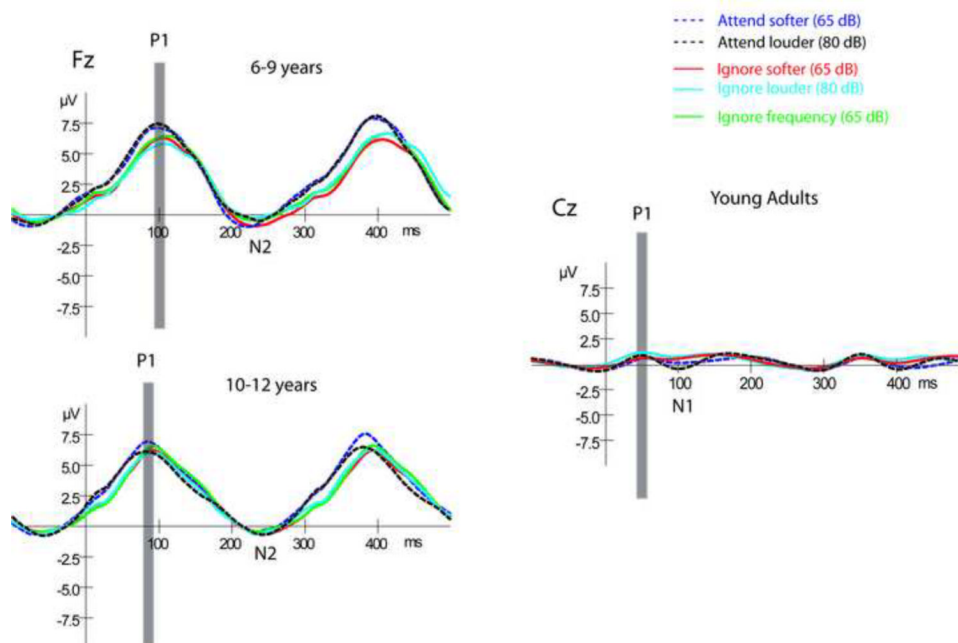 Attend softer (65 dB)
Attend louder (80 dB)
Ignore softer (65 dB)
Ignore louder (80 dB)
Ignore frequency (65 dB)
P1
Fz
6-9 years
µV
7.5
5.0
2.5
-2.5
-5.0
-7.5
100
200
300
400
ms
N2
P1
10-12 years
µV
7.5
5.0
2.5
-2.5
-5.0
-7.5
100
200
300
400
ms
N2
Young Adults
Cz
P1
µV
7.5
5.0
2.5
-2.5
-5.0
-7.5
100
200
300
400
ms
N1